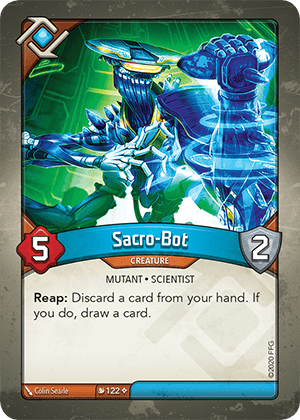 Sacro-Bot
5
2
CREATURE
MUTANT • SCIENTIST
Reap: Discard a card from your hand. If
you do, draw a card.
©2020 FFG
Colin Searle
122